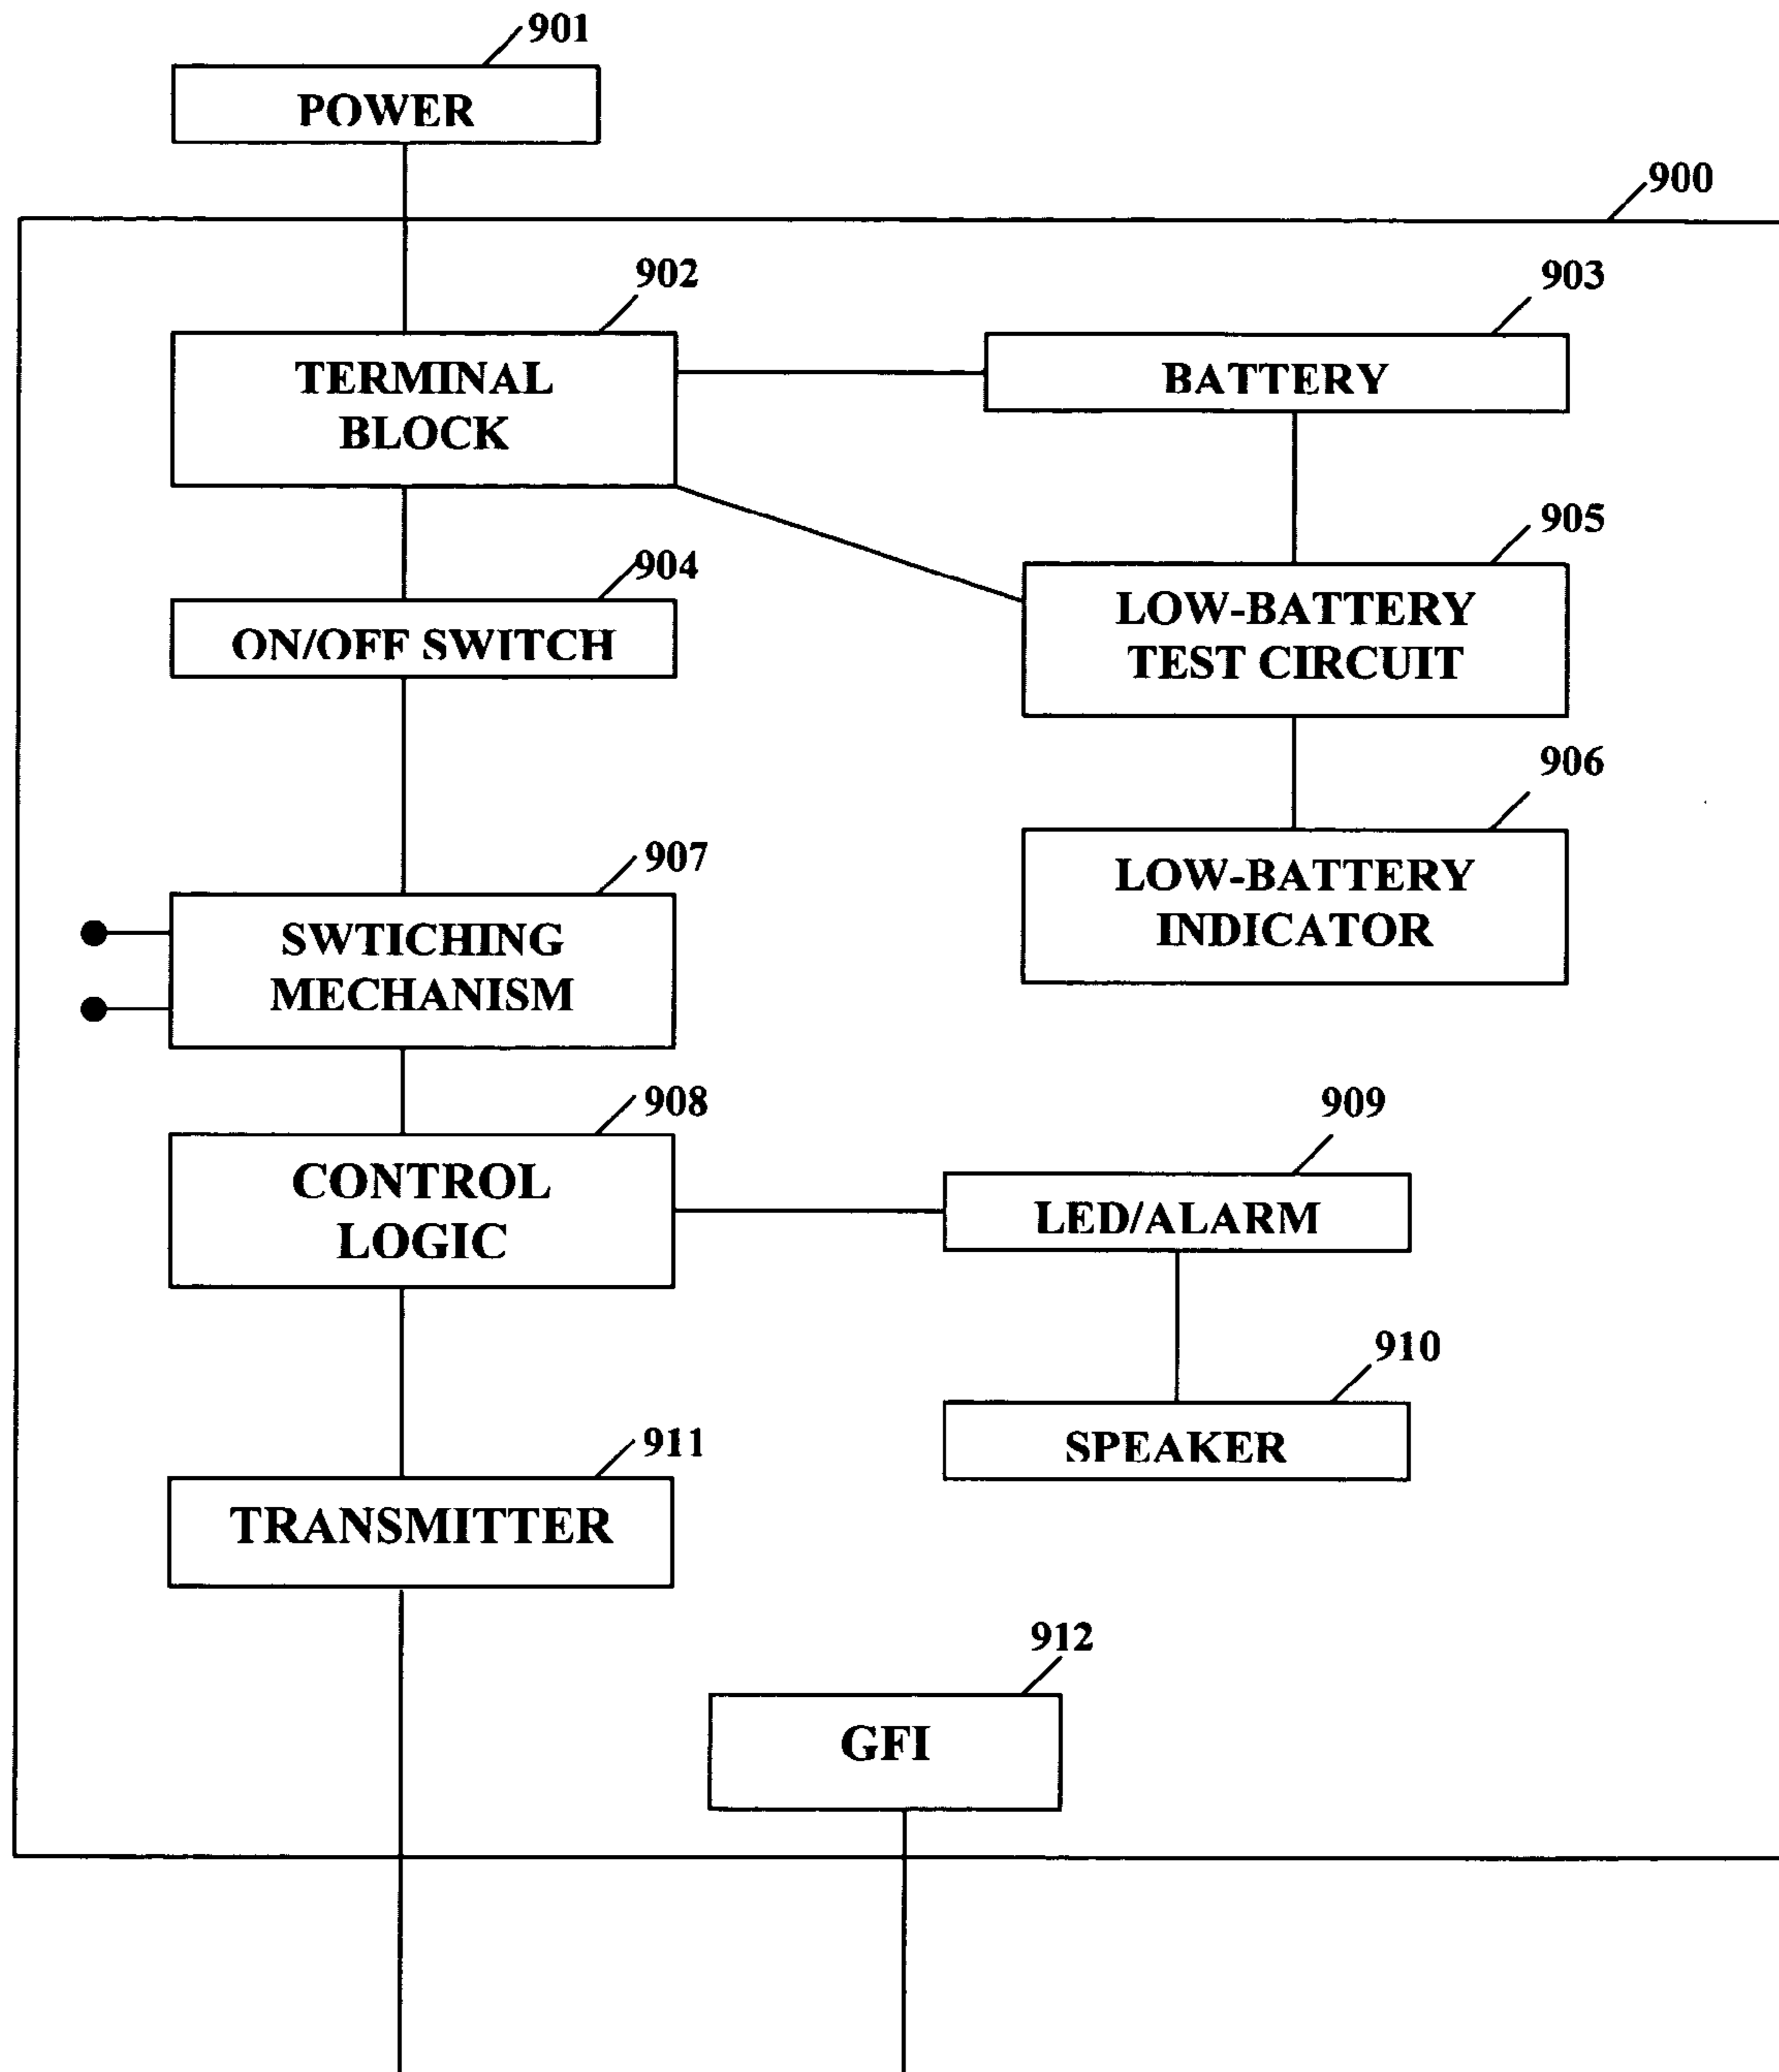 901
POWER
900
902
903
TERMINAL
BLOCK
BATTERY
904
905
ON/OFF SWITCH
LOW-BATTERY
TEST CIRCUIT
906
907
LOW-BATTERY
INDICATOR
SWTICHING
MECHANISM
908
909
CONTROL
LOGIC
LED/ALARM
910
911
SPEAKER
TRANSMITTER
912
GFI